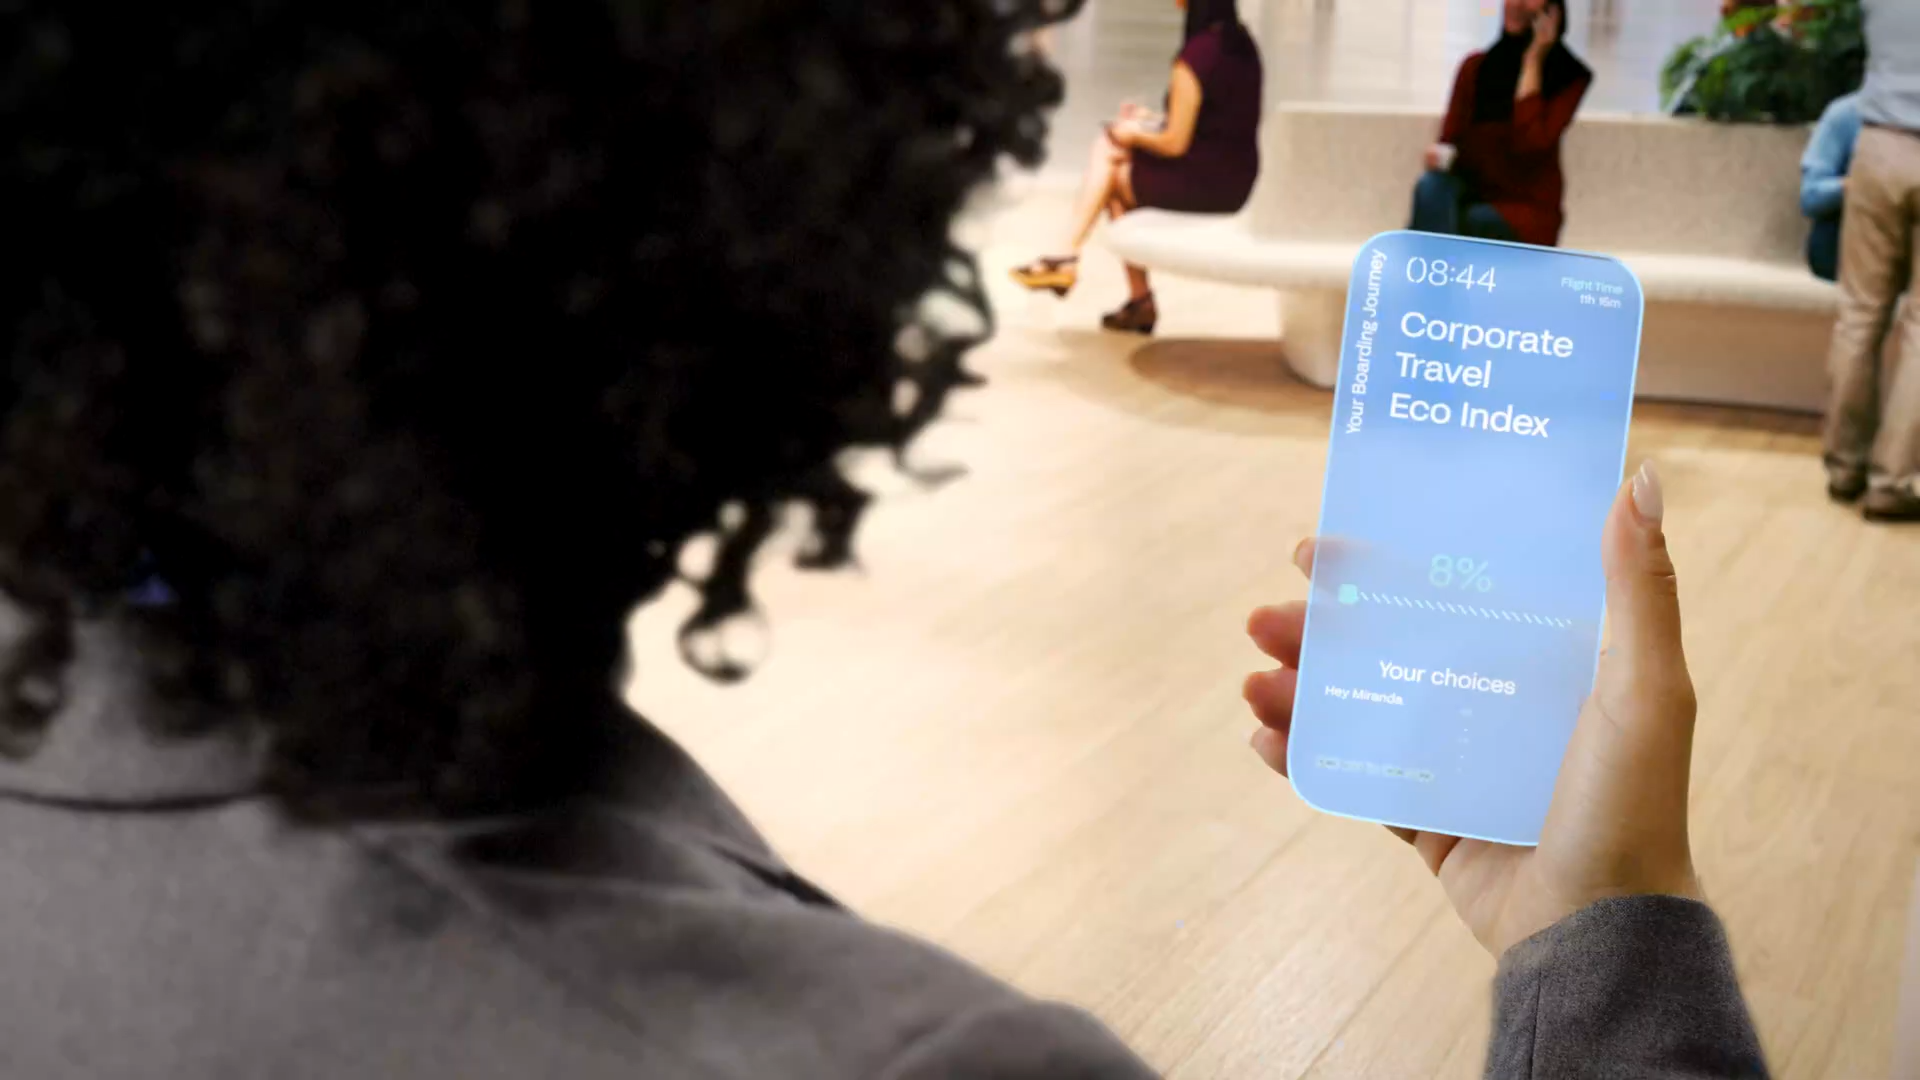 08:44
Flight Time
11h 15m
Your Boarding Journey
Corporate
Travel
Eco Index
8%
Your choices
Hey Miranda